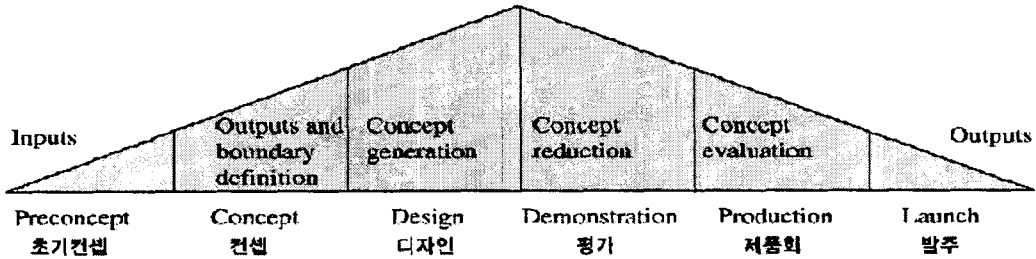 Inputs
Outputs and
boundary
definition
Concept
generation
Concept
reduction
Concept
evaluation
Outputs
Preconcept
초기컨셉
Concept
컨셉
Design
디자인
Demonstration
평가
Production
제품화
Launch
발주